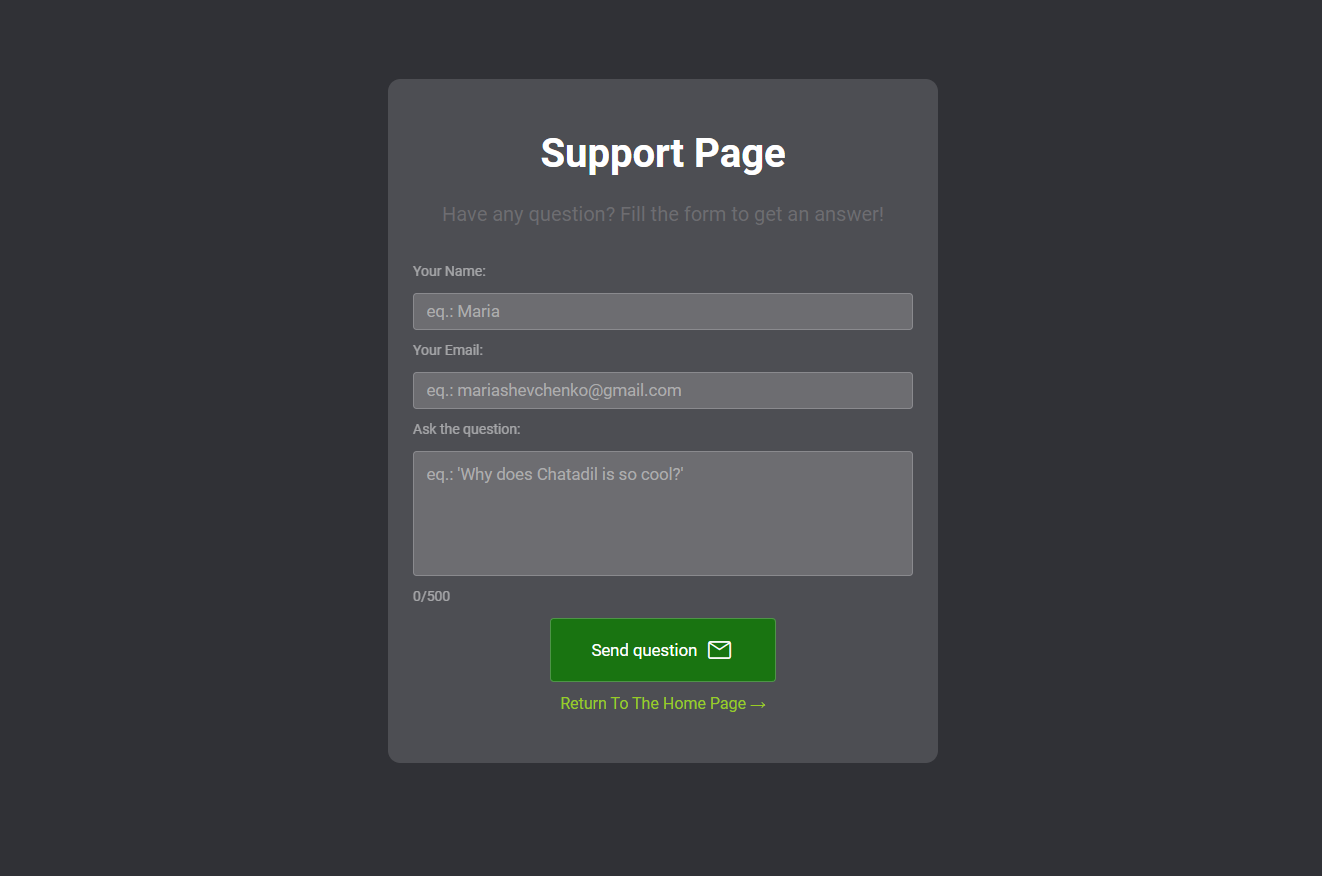 Support Page
Have any question? Fill the form to get an answer!
Your Name:
eq.: Maria
Your Email:
eq.: mariashevchenko@gmail.com
Ask the question:
eq.: 'Why does Chatadil is so cool?'
0/500
Send question
Return To The Home Page →